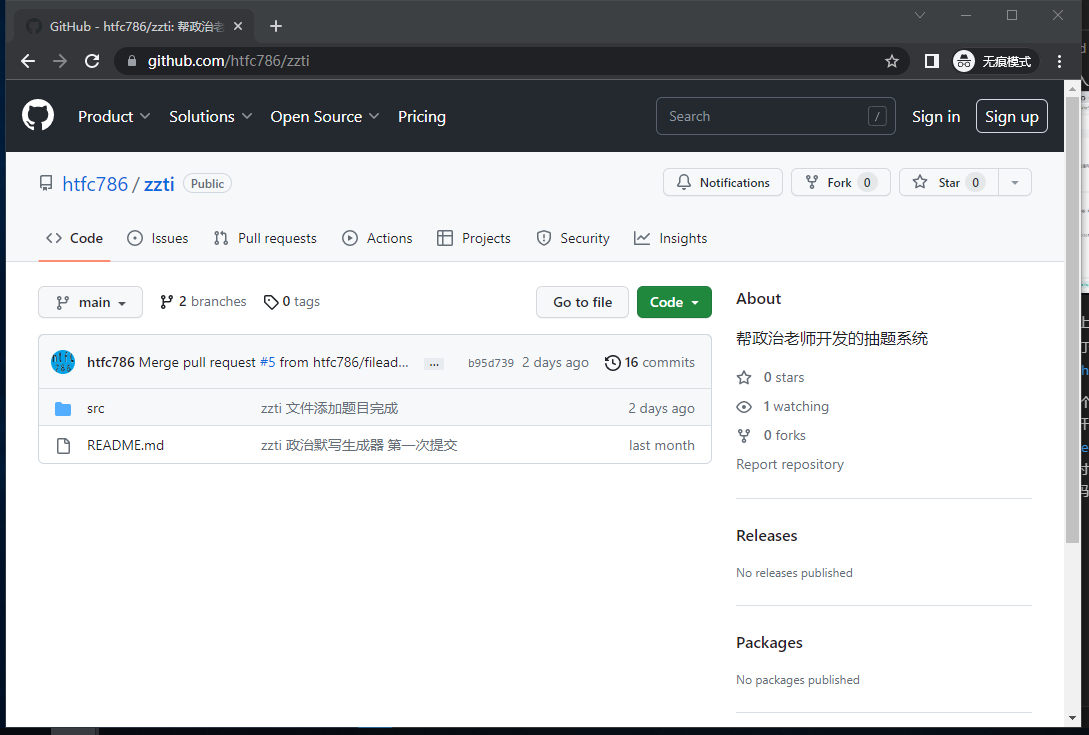 GitHub - htfc786/zzti: 帮政治老
github.com/htfc786/zzti
无痕模式
Product Solutions Open Source Pricing Search / Sign in Sign up
htfc786 / zzti Public
Notifications Fork 0 Star 0
Code Issues Pull requests Actions Projects Security Insights
main 2 branches 0 tags Go to file Code
htfc786 Merge pull request #5 from htfc786/filead... ... b95d739 2 days ago 16 commits
src zzti 文件添加题目完成 2 days ago
README.md zzti 政治默写生成器 第一次提交 last month
About
帮政治老师开发的抽题系统
0 stars
1 watching
0 forks
Report repository
Releases
No releases published
Packages
No packages published